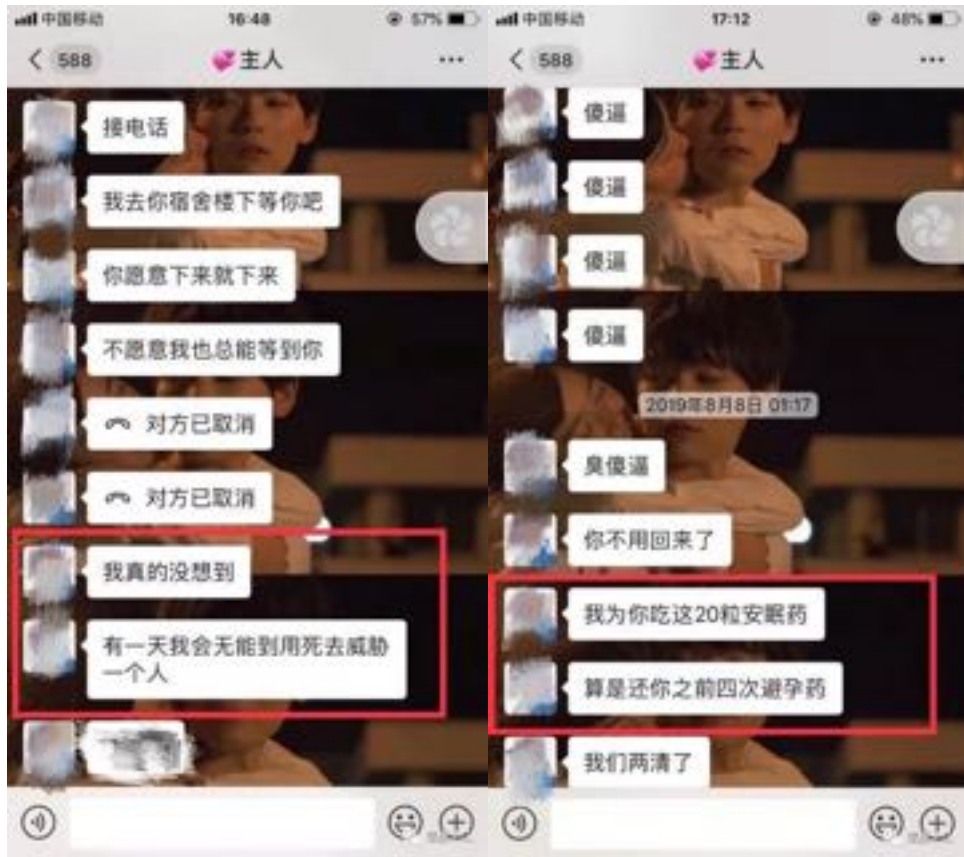 中国移动
16:48
57%
588
主人
接电话
我去你宿舍楼下等你吧
你愿意下来就下来
不愿意我也总能等到你
对方已取消
对方已取消
我真的没想到
有一天我会无能到用死去威胁
一个人
中国移动
17:12
48%
588
主人
傻逼
傻逼
傻逼
傻逼
2019年8月8日 01:17
臭傻逼
你不用回来了
我为你吃这20粒安眠药
算是还你之前四次避孕药
我们两清了